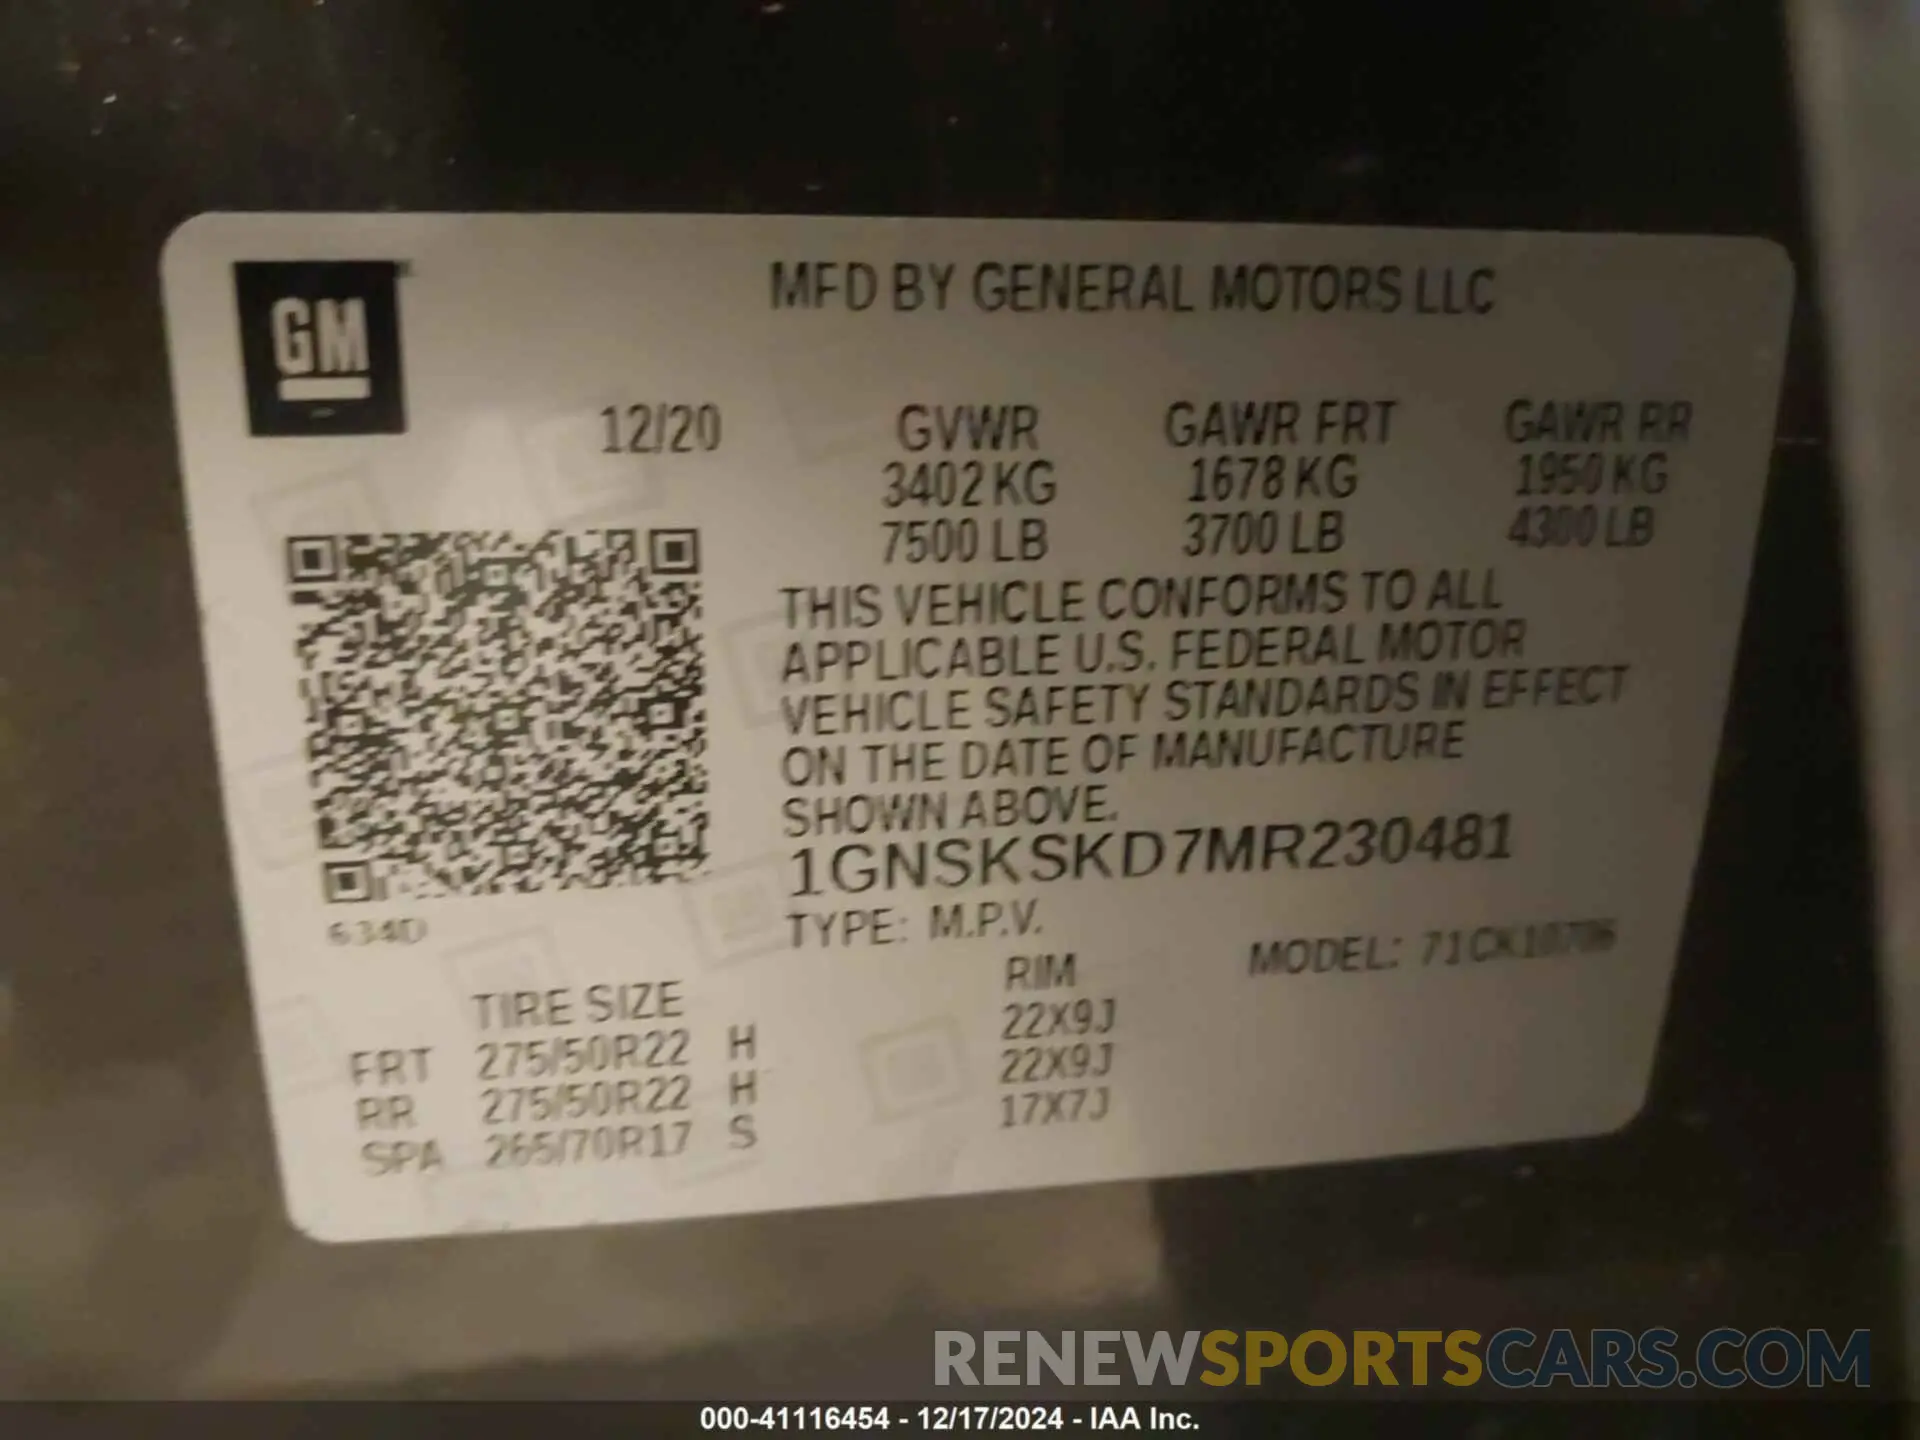 GM
MFD BY GENERAL MOTORS LLC
12/20 GVWR GAWR FRT GAWR RR
3402 KG 1678 KG 1950 KG
7500 LB 3700 LB 4300 LB
THIS VEHICLE CONFORMS TO ALL
APPLICABLE U.S. FEDERAL MOTOR
VEHICLE SAFETY STANDARDS IN EFFECT
ON THE DATE OF MANUFACTURE
SHOWN ABOVE.
1GNSKSKD7MR230481
634D
TYPE: M.P.V.
MODEL: 71CK10706
TIRE SIZE RIM
FRT 275/50R22 H 22X9J
RR 275/50R22 H 22X9J
SPA 265/70R17 S 17X7J
RENEWSPORTSCARS.COM
000-41116454 - 12/17/2024 - IAA Inc.